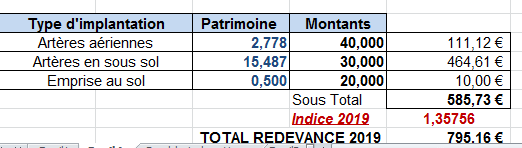 Type d'implantation Patrimoine Montants
Artères aériennes 2,778 40,000 111,12 €
Artères en sous sol 15,487 30,000 464,61 €
Emprise au sol 0,500 20,000 10,00 €
Sous Total 585,73 €
Indice 2019 1,35756
TOTAL REDEVANCE 2019 795,16 €